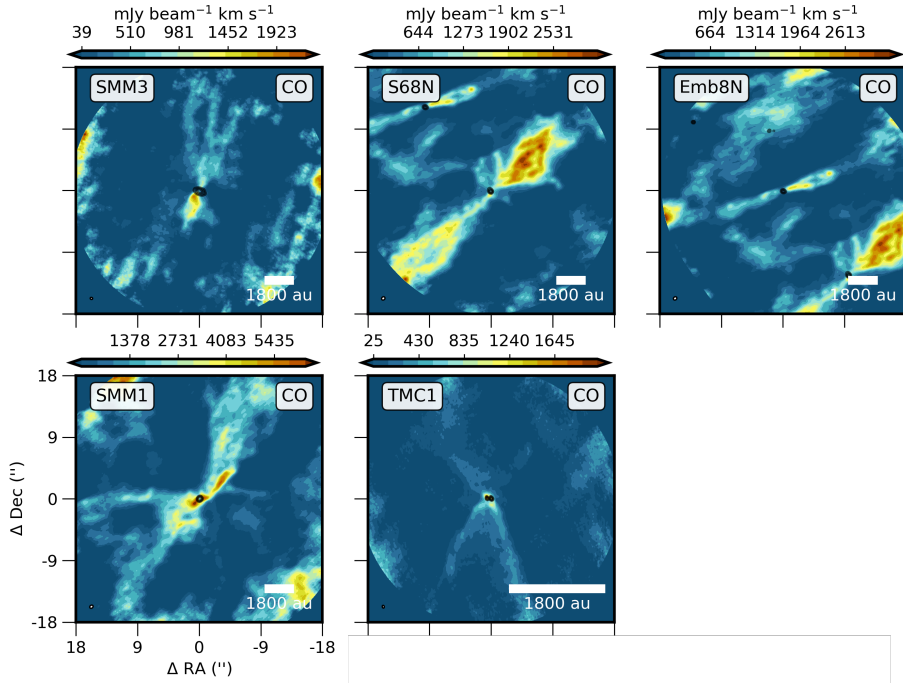 mJy beam⁻¹ km s⁻¹ mJy beam⁻¹ km s⁻¹ mJy beam⁻¹ km s⁻¹
39 510 981 1452 1923 644 1273 1902 2531 664 1314 1964 2613
SMM3 CO S68N CO Emb8N CO
1800 au 1800 au 1800 au
1378 2731 4083 5435 25 430 835 1240 1645
18 SMM1 CO TMC1 CO
9
Δ Dec ('')
0
-9
1800 au 1800 au
-18
18 9 0 -9 -18
Δ RA ('')